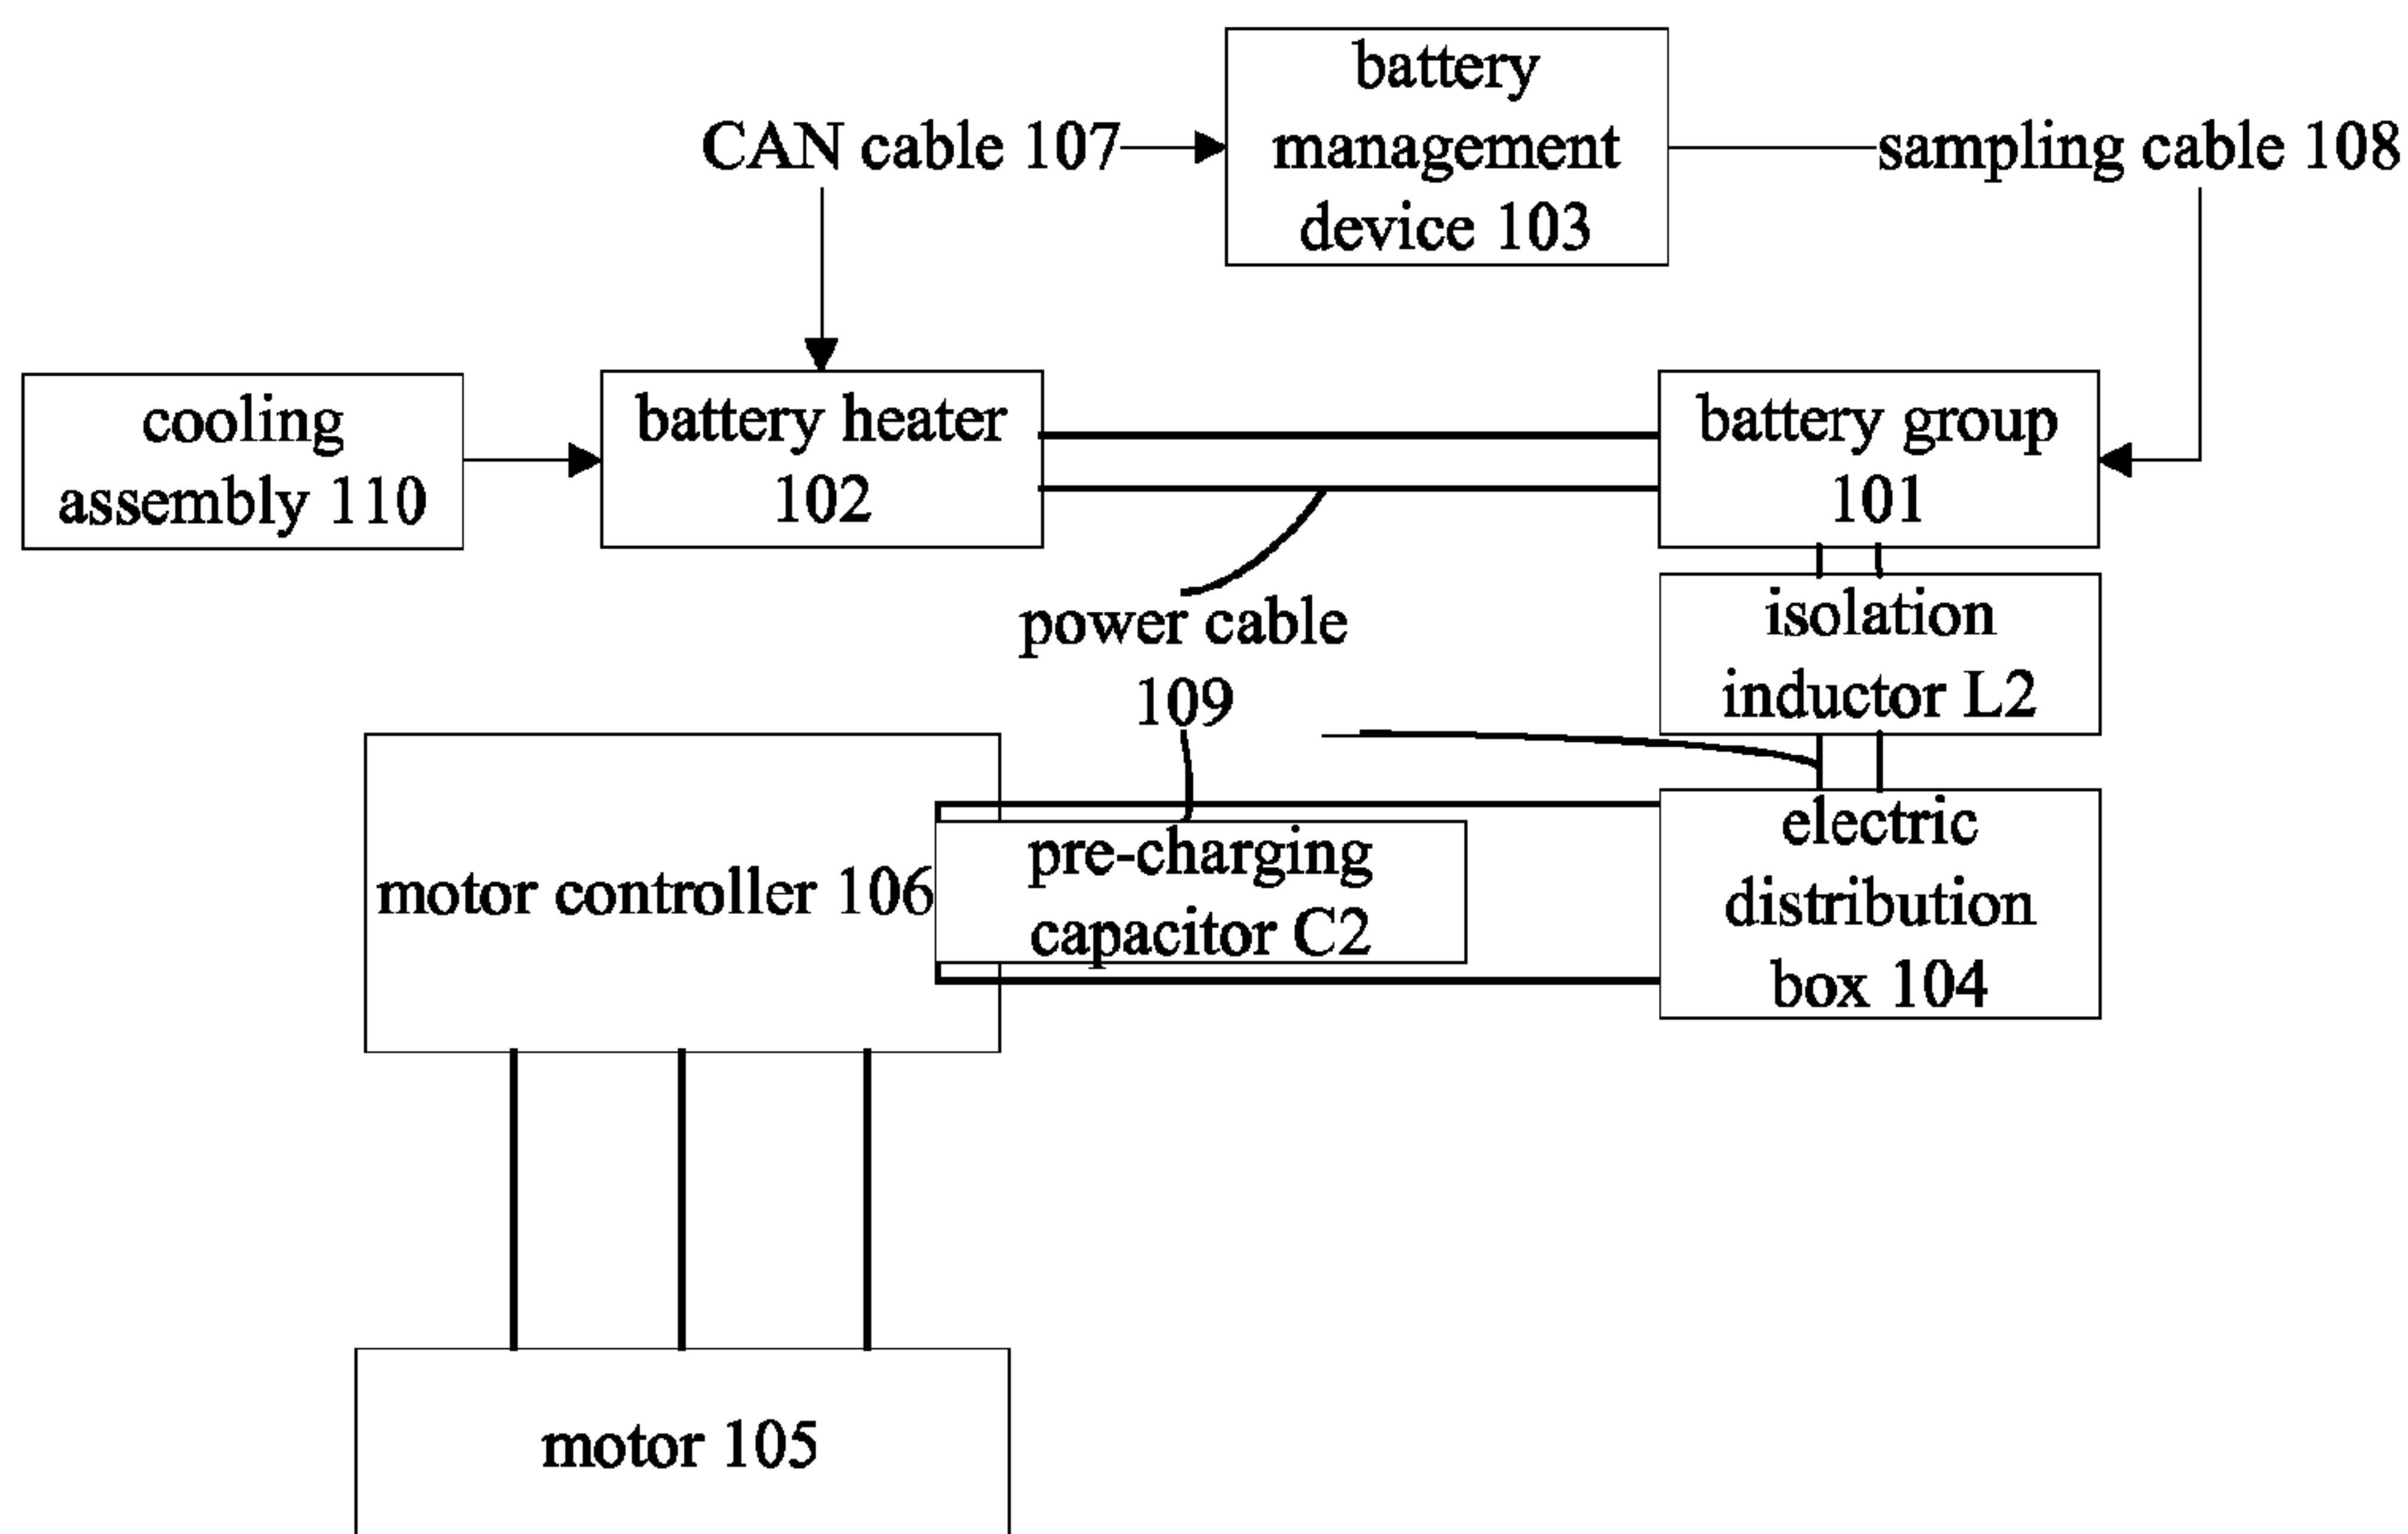 battery
management
device 103
CAN cable 107
sampling cable 108
cooling
assembly 110
battery heater
102
battery group
101
power cable
109
isolation
inductor L2
motor controller 106
pre-charging
capacitor C2
electric
distribution
box 104
motor 105